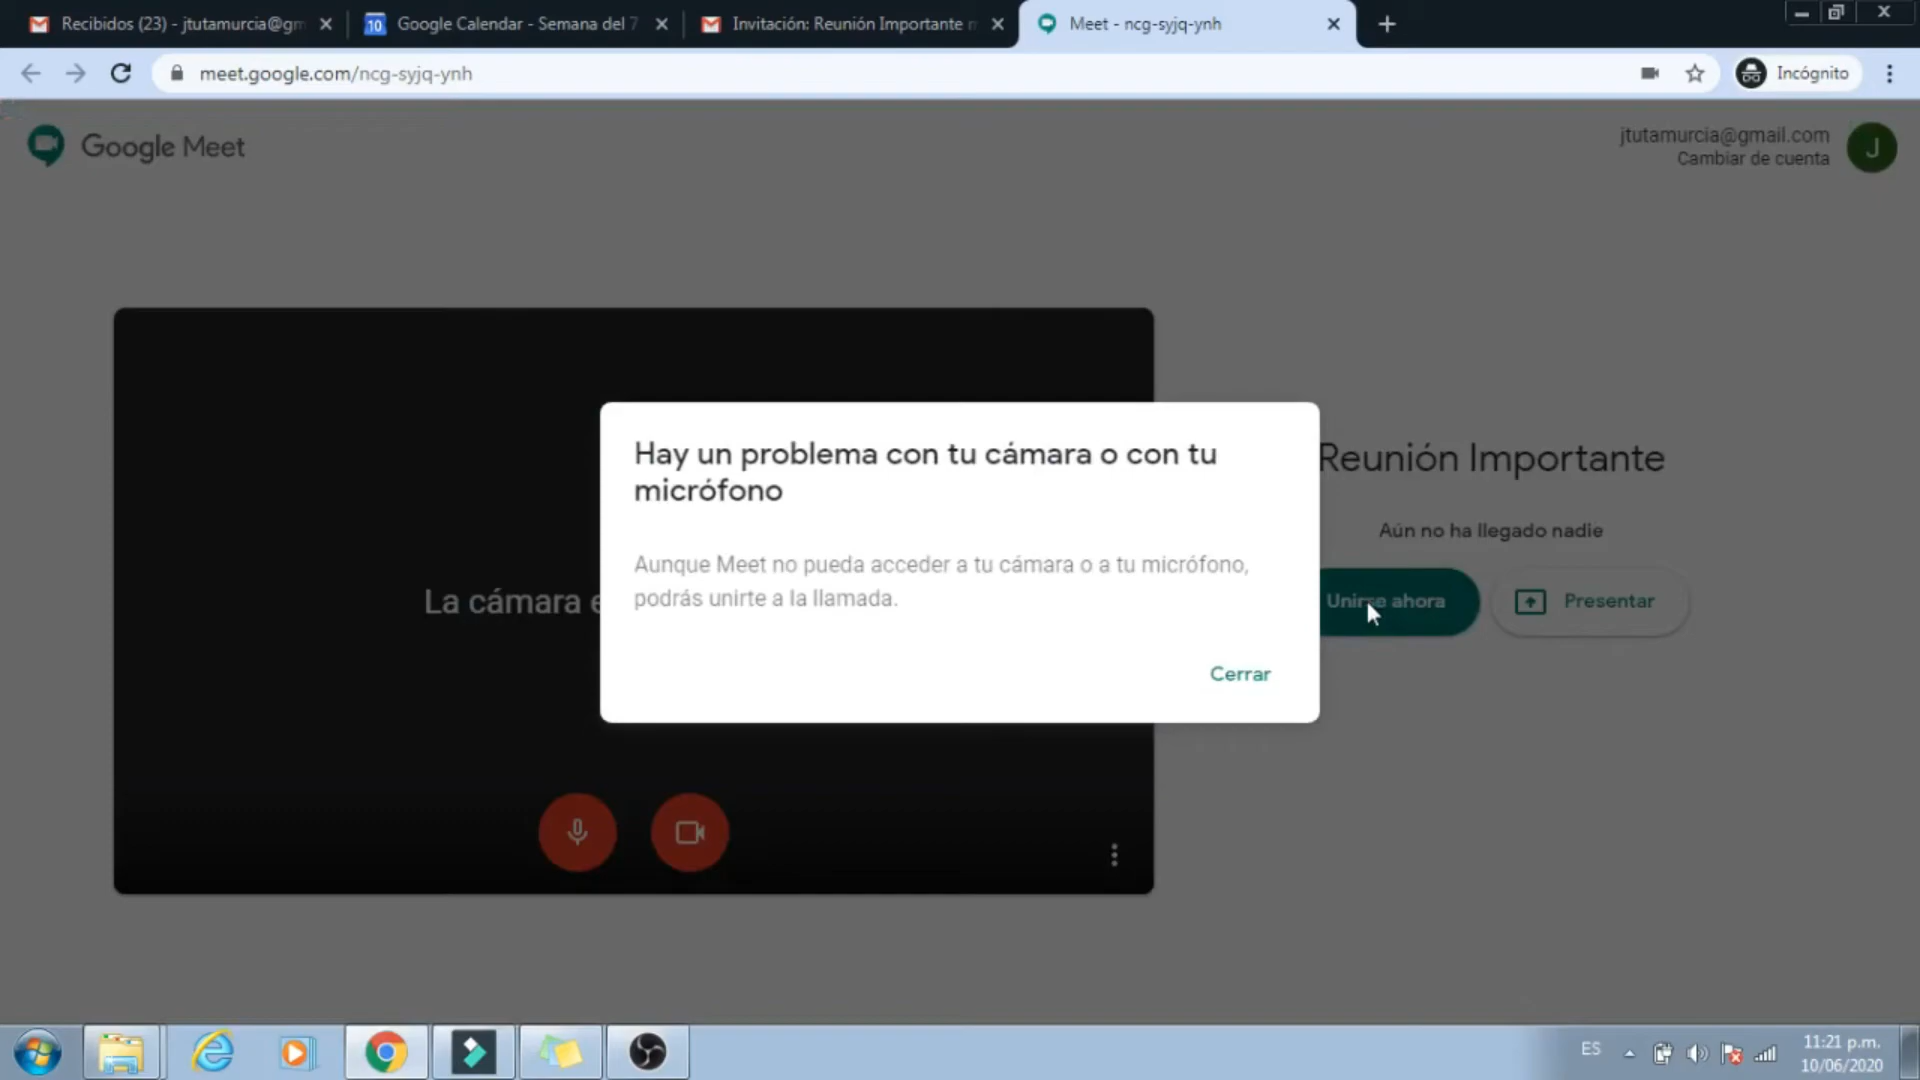 Recibidos (23) - jtutamurcia@gm
Google Calendar - Semana del 7
Invitación: Reunión Importante
Meet - ncg-syjq-ynh
meet.google.com/ncg-syjq-ynh
Incógnito
Google Meet
jtutamurcia@gmail.com
Cambiar de cuenta
J
Hay un problema con tu cámara o con tu
micrófono
Aunque Meet no pueda acceder a tu cámara o a tu micrófono,
podrás unirte a la llamada.
Cerrar
La cámara
Reunión Importante
Aún no ha llegado nadie
Unirse ahora
Presentar
ES
11:21 p.m.
10/06/2020